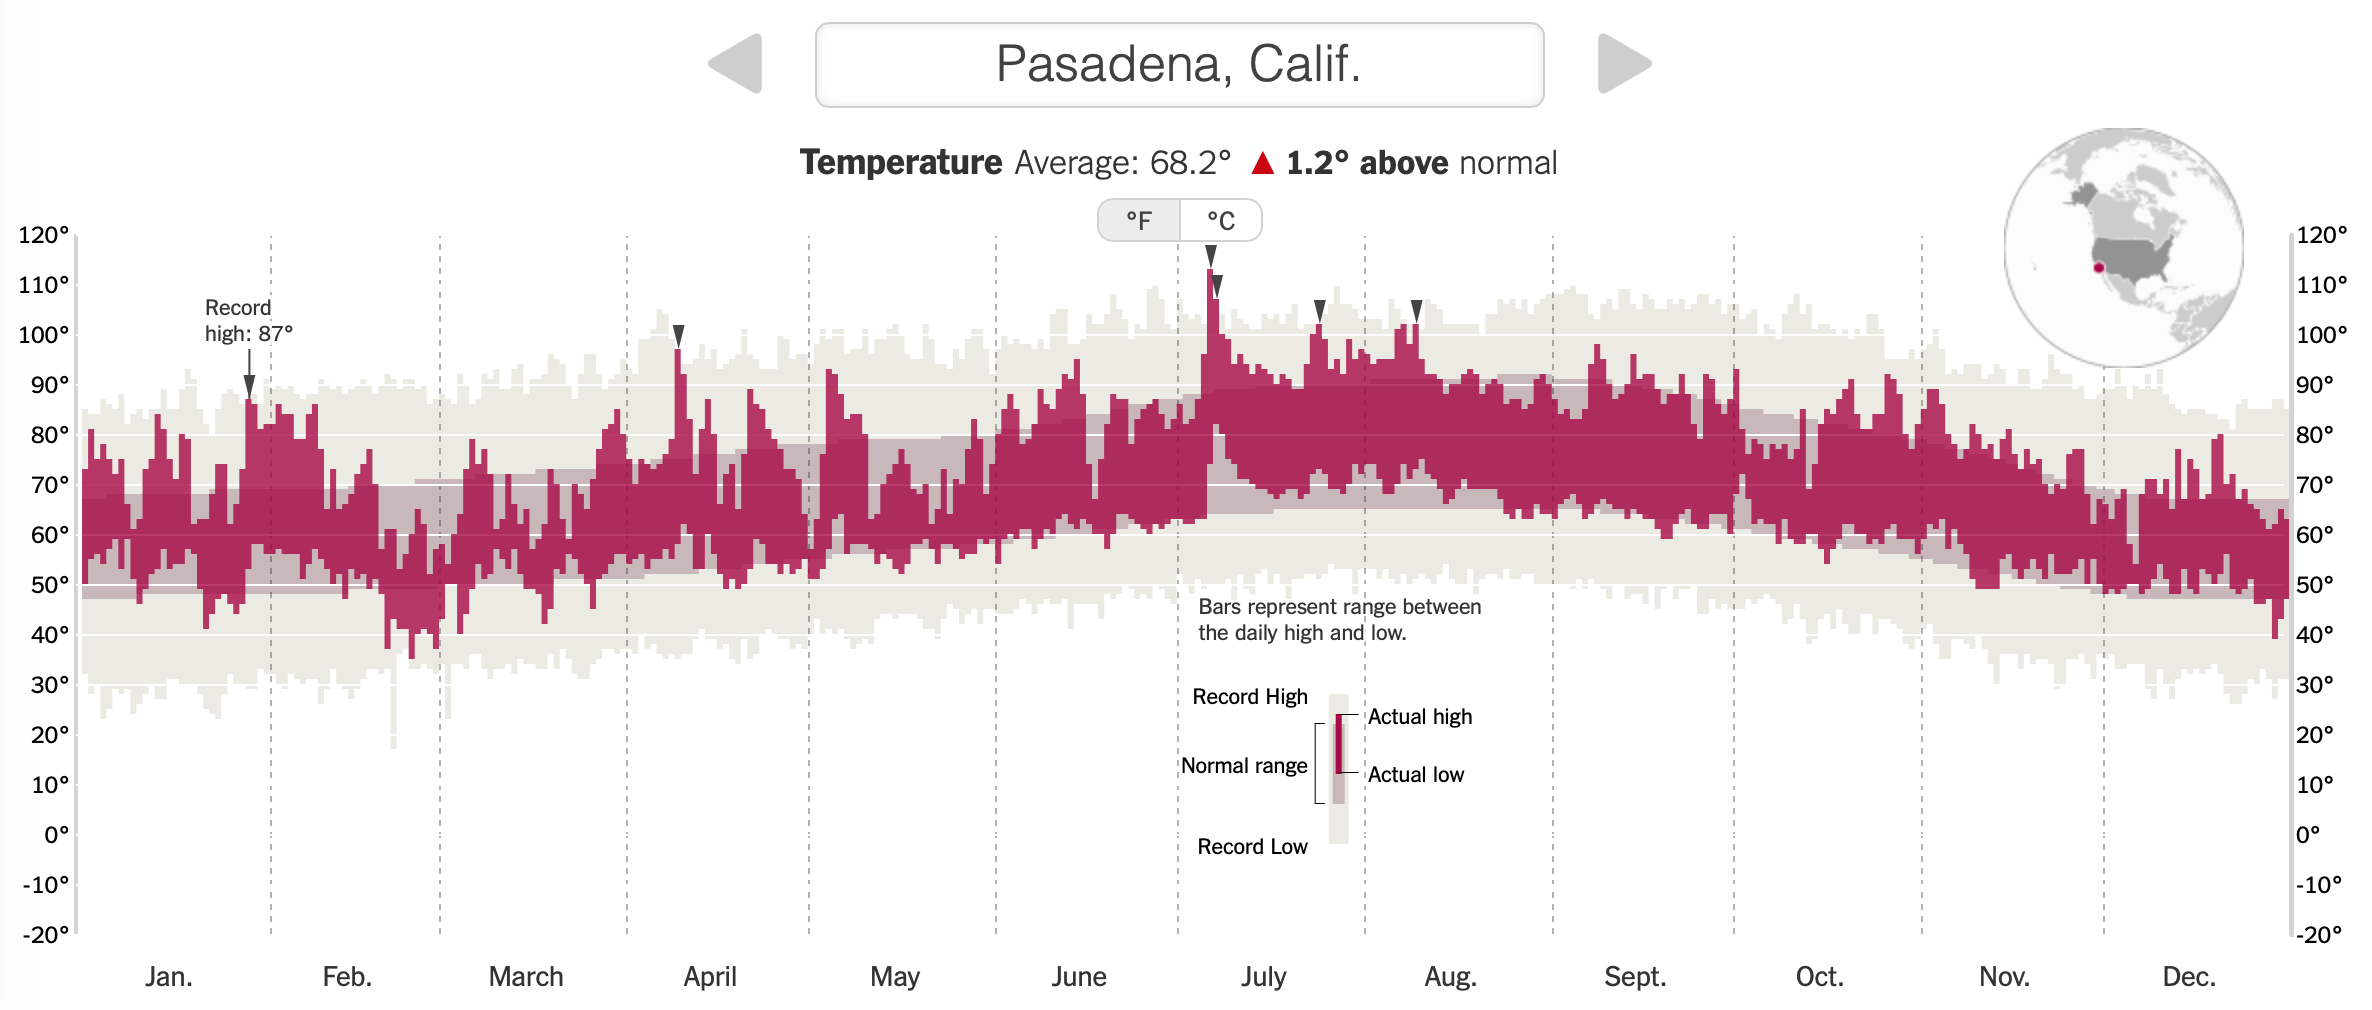 Pasadena, Calif.
Temperature Average: 68.2° ▲ 1.2° above normal
°F °C
120° 120°
110° 110°
Record
high: 87°
100° 100°
90° 90°
80° 80°
70° 70°
60° 60°
50° 50°
Bars represent range between
the daily high and low.
40° 40°
30° 30°
Record High
Actual high
20° 20°
Normal range
Actual low
10° 10°
0° 0°
Record Low
-10° -10°
-20° -20°
Jan. Feb. March April May June July Aug. Sept. Oct. Nov. Dec.